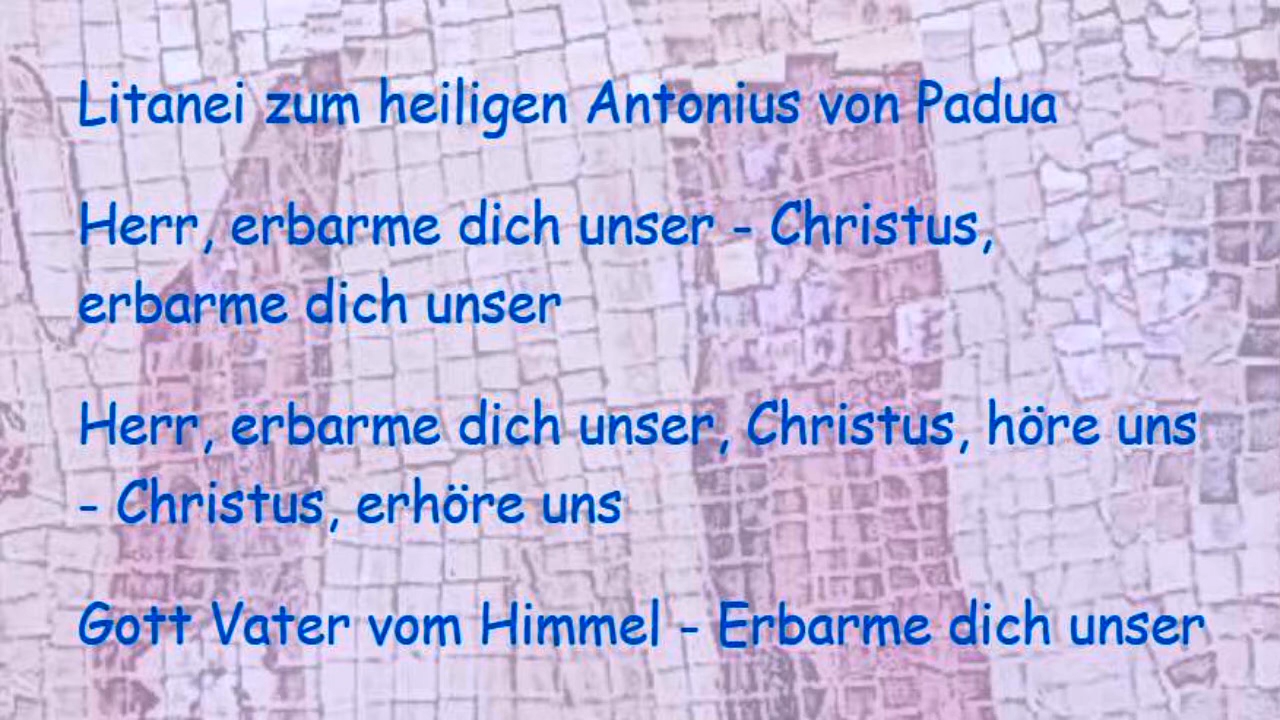 Litanei zum heiligen Antonius von Padua
Herr, erbarme dich unser - Christus,
erbarme dich unser
Herr, erbarme dich unser, Christus, höre uns
- Christus, erhöre uns
Gott Vater vom Himmel - Erbarme dich unser